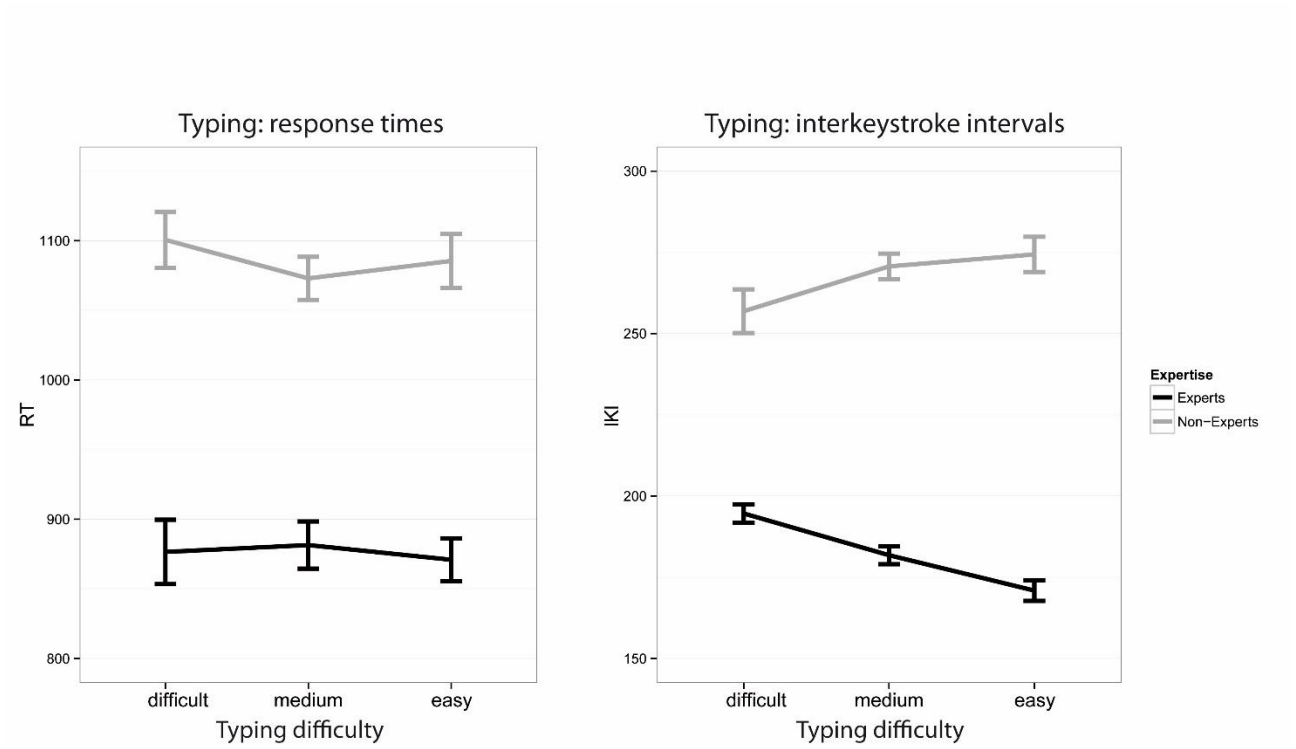 Typing: response times
1100
1000
900
800
RT
difficult medium easy
Typing difficulty
Typing: interkeystroke intervals
300
250
200
150
IKI
difficult medium easy
Typing difficulty
Expertise
Experts
Non−Experts